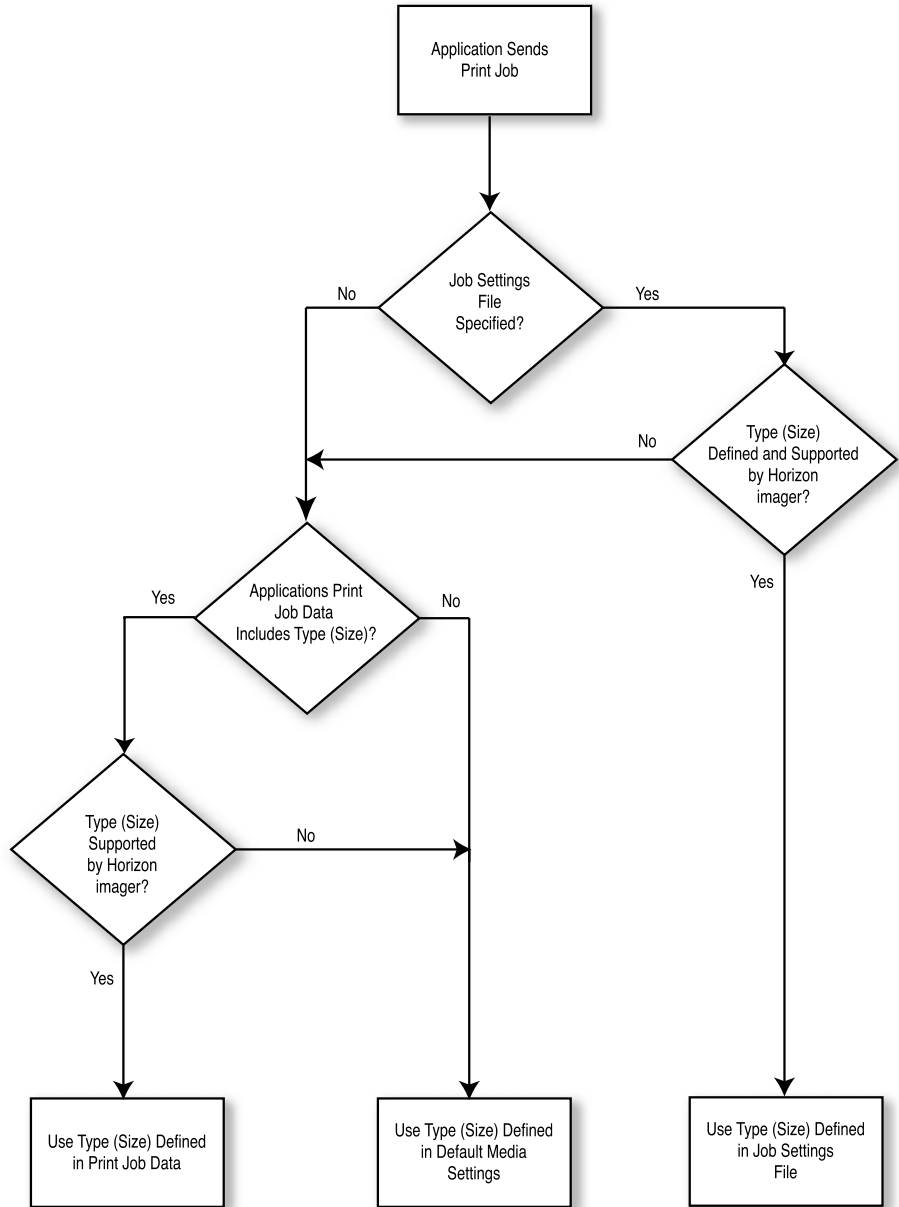 Application Sends
Print Job
Job Settings
File
Specified?
No
Yes
Type (Size)
Defined and Supported
by Horizon
imager?
No
Yes
Applications Print
Job Data
Includes Type (Size)?
Yes
No
Type (Size)
Supported
by Horizon
imager?
No
Yes
Use Type (Size) Defined
in Print Job Data
Use Type (Size) Defined
in Default Media
Settings
Use Type (Size) Defined
in Job Settings
File